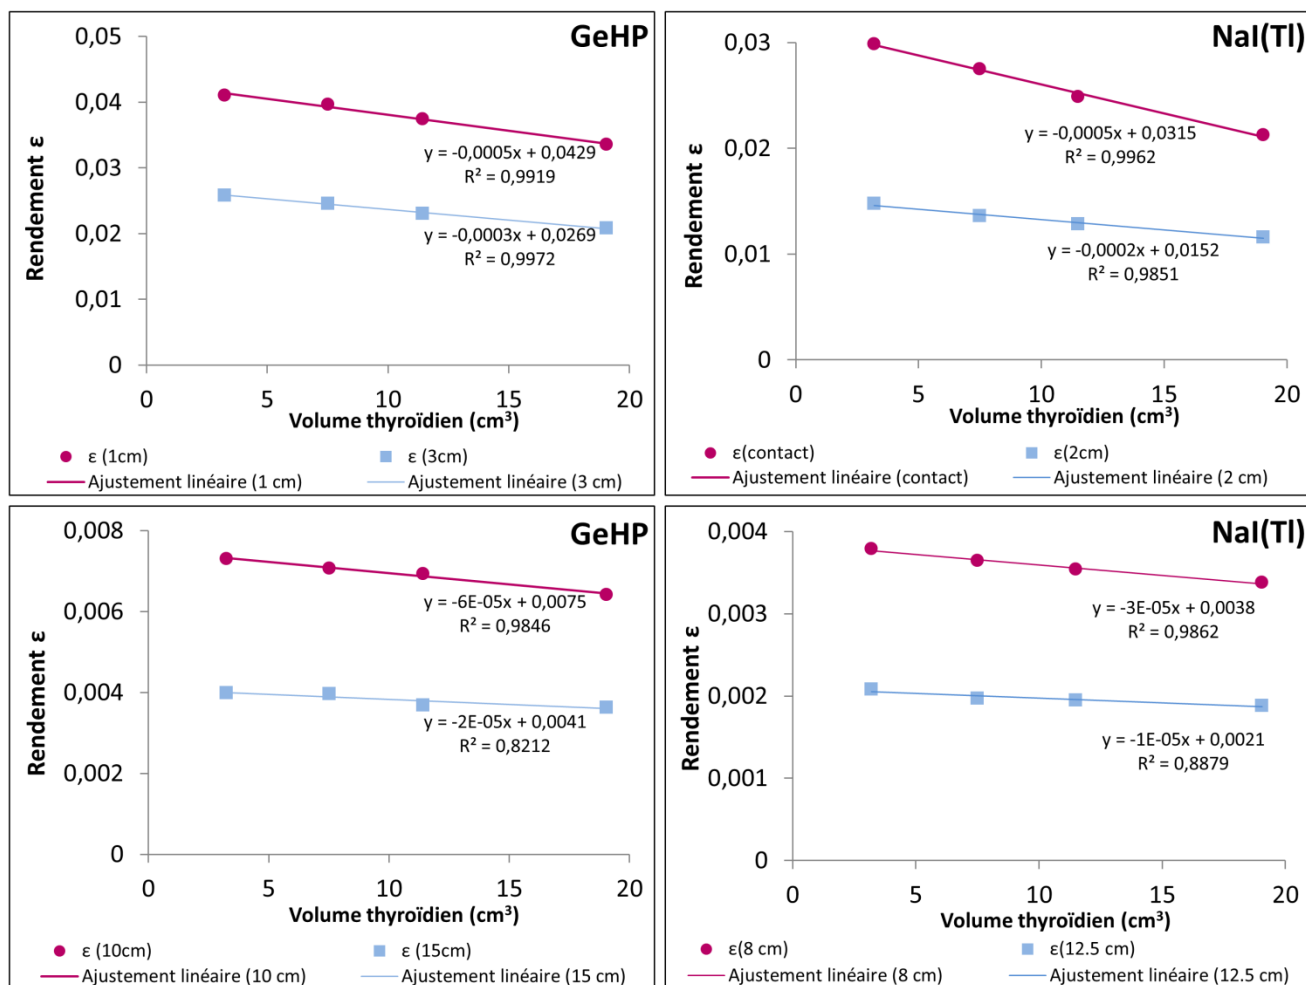 GeHP
0,05
0,04
0,03
0,02
0,01
0
Rendement ε
y = -0,0005x + 0,0429
R² = 0,9919
y = -0,0003x + 0,0269
R² = 0,9972
0 5 10 15 20
Volume thyroïdien (cm³)
ε (1cm) ε (3cm)
Ajustement linéaire (1 cm) Ajustement linéaire (3 cm)
NaI(Tl)
0,03
0,02
0,01
0
Rendement ε
y = -0,0005x + 0,0315
R² = 0,9962
y = -0,0002x + 0,0152
R² = 0,9851
0 5 10 15 20
Volume thyroïdien (cm³)
ε(contact) ε(2cm)
Ajustement linéaire (contact) Ajustement linéaire (2 cm)
GeHP
0,008
0,006
0,004
0,002
0
Rendement ε
y = -6E-05x + 0,0075
R² = 0,9846
y = -2E-05x + 0,0041
R² = 0,8212
0 5 10 15 20
Volume thyroïdien (cm³)
ε (10cm) ε (15cm)
Ajustement linéaire (10 cm) Ajustement linéaire (15 cm)
NaI(Tl)
0,004
0,003
0,002
0,001
0
Rendement ε
y = -3E-05x + 0,0038
R² = 0,9862
y = -1E-05x + 0,0021
R² = 0,8879
0 5 10 15 20
Volume thyroïdien (cm³)
ε(8 cm) ε(12.5 cm)
Ajustement linéaire (8 cm) Ajustement linéaire (12.5 cm)